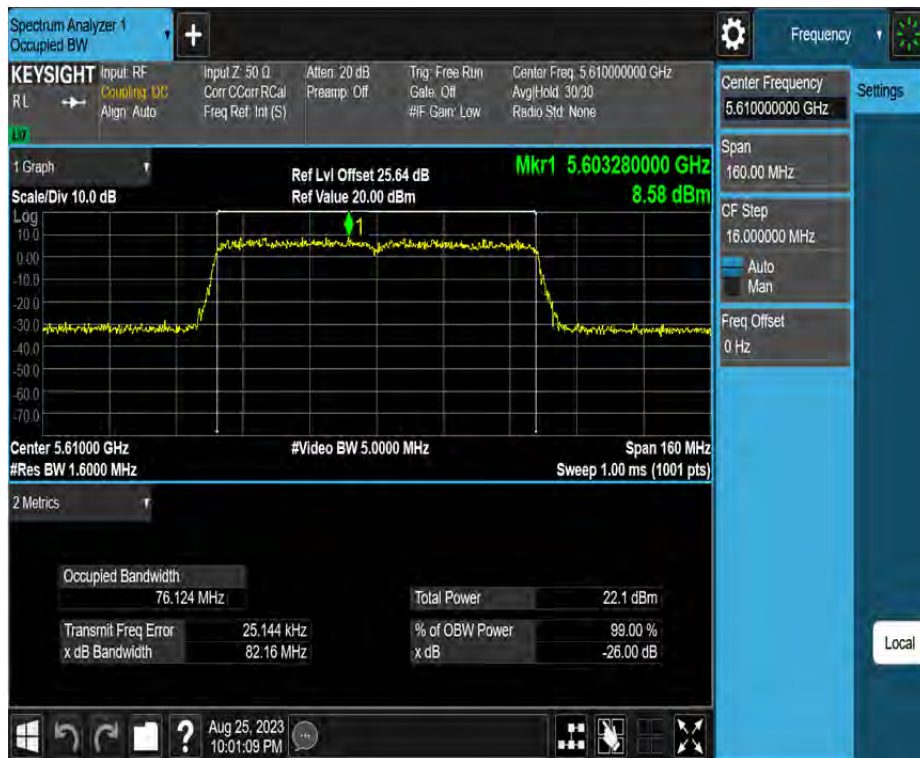 Spectrum Analyzer 1
Occupied BW
+
Frequency
KEYSIGHT
RL
Input: RF
Coupling: DC
Align: Auto
Input Z: 50 Ω
Corr CCorr RCal
Freq Ref: Int (S)
Atten: 20 dB
Preamp: Off
Trig: Free Run
Gate: Off
#IF Gain: Low
Center Freq: 5.610000000 GHz
Avg|Hold: 30/30
Radio Std: None
Center Frequency
5.610000000 GHz
Settings
Span
160.00 MHz
CF Step
16.000000 MHz
Auto
Man
Freq Offset
0 Hz
Local
1 Graph
Scale/Div 10.0 dB
Ref Lvl Offset 25.64 dB
Ref Value 20.00 dBm
Mkr1 5.603280000 GHz
8.58 dBm
Log
10.0
0.00
-10.0
-20.0
-30.0
-40.0
-50.0
-60.0
-70.0
1
Center 5.61000 GHz
#Res BW 1.6000 MHz
#Video BW 5.0000 MHz
Span 160 MHz
Sweep 1.00 ms (1001 pts)
2 Metrics
Occupied Bandwidth
76.124 MHz
Total Power 22.1 dBm
Transmit Freq Error 25.144 kHz
% of OBW Power 99.00 %
x dB Bandwidth 82.16 MHz
x dB -26.00 dB
?
Aug 25, 2023
10:01:09 PM